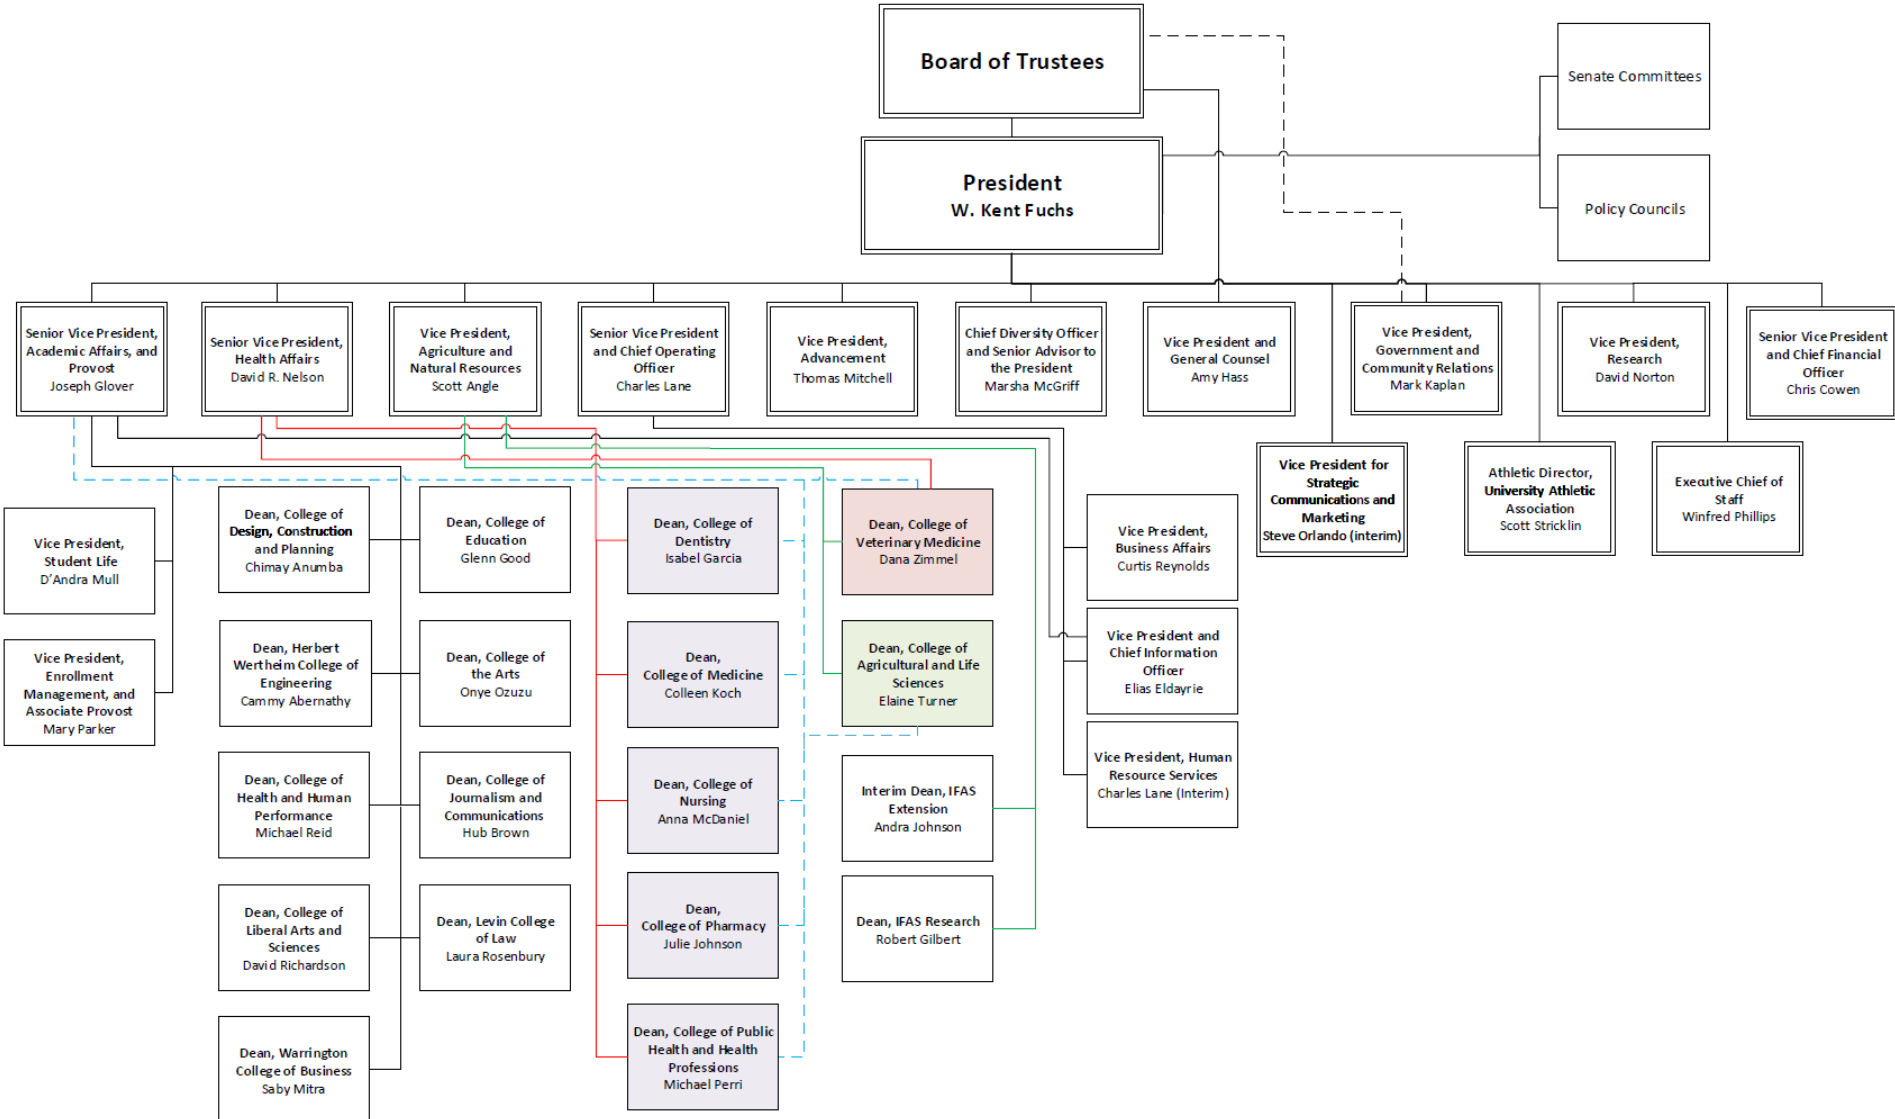 Board of Trustees
President
W. Kent Fuchs
Senate Committees
Policy Councils
Senior Vice President,
Academic Affairs, and
Provost
Joseph Glover
Senior Vice President,
Health Affairs
David R. Nelson
Vice President,
Agriculture and
Natural Resources
Scott Angle
Senior Vice President
and Chief Operating
Officer
Charles Lane
Vice President,
Advancement
Thomas Mitchell
Chief Diversity Officer
and Senior Advisor to
the President
Marsha McGriff
Vice President and
General Counsel
Amy Hass
Vice President,
Government and
Community Relations
Mark Kaplan
Vice President,
Research
David Norton
Senior Vice President
and Chief Financial
Officer
Chris Cowen
Vice President for
Strategic
Communications and
Marketing
Steve Orlando (interim)
Athletic Director,
University Athletic
Association
Scott Stricklin
Executive Chief of
Staff
Winfred Phillips
Vice President,
Student Life
D'Andra Mull
Vice President,
Enrollment
Management, and
Associate Provost
Mary Parker
Dean, College of
Design, Construction
and Planning
Chimay Anumba
Dean, College of
Education
Glenn Good
Dean, Herbert
Wertheim College of
Engineering
Cammy Abernathy
Dean, College of
the Arts
Onye Ozuzu
Dean, College of
Health and Human
Performance
Michael Reid
Dean, College of
Journalism and
Communications
Hub Brown
Dean, College of
Liberal Arts and
Sciences
David Richardson
Dean, Levin College
of Law
Laura Rosenbury
Dean, Warrington
College of Business
Saby Mitra
Dean, College of
Dentistry
Isabel Garcia
Dean,
College of Medicine
Colleen Koch
Dean, College of
Nursing
Anna McDaniel
Dean,
College of Pharmacy
Julie Johnson
Dean, College of Public
Health and Health
Professions
Michael Perri
Dean, College of
Veterinary Medicine
Dana Zimmel
Dean, College of
Agricultural and Life
Sciences
Elaine Turner
Interim Dean, IFAS
Extension
Andra Johnson
Dean, IFAS Research
Robert Gilbert
Vice President,
Business Affairs
Curtis Reynolds
Vice President and
Chief Information
Officer
Elias Eldayrie
Vice President, Human
Resource Services
Charles Lane (Interim)